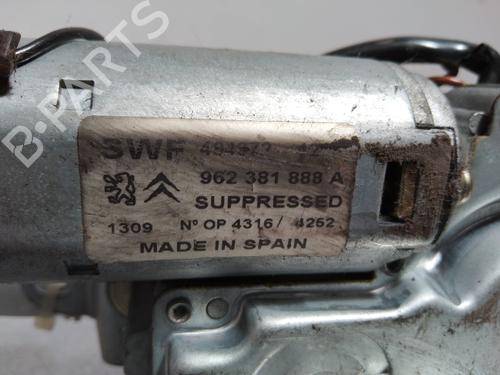 SWF
962 381 888 A
SUPPRESSED
1309 Nº OP 4316/ 4252
MADE IN SPAIN
B-PARTS